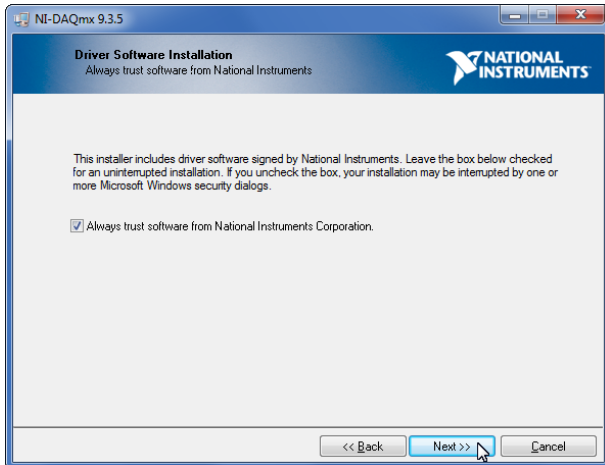 NI-DAQmx 9.3.5
Driver Software Installation
Always trust software from National Instruments
NATIONAL
INSTRUMENTS
This installer includes driver software signed by National Instruments. Leave the box below checked
for an uninterrupted installation. If you uncheck the box, your installation may be interrupted by one or
more Microsoft Windows security dialogs.
Always trust software from National Instruments Corporation.
<< Back Next >> Cancel